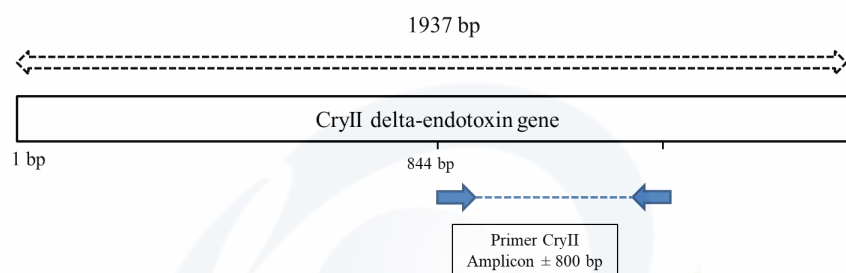 1937 bp
CryII delta-endotoxin gene
1 bp
844 bp
Primer CryII
Amplicon ± 800 bp